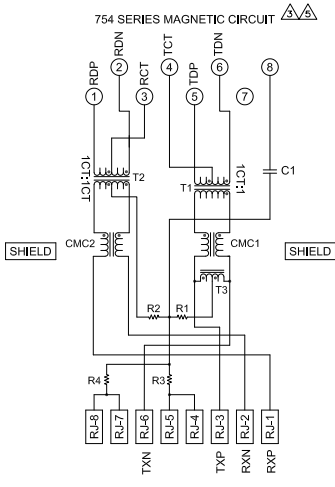 754 SERIES MAGNETIC CIRCUIT 3 5
RDP
RDN
RCT
TCT
TDP
TDN
1 2 3 4 5 6 7 8
1CT:1CT
T2
T1
1CT:1
C1
SHIELD
CMC2
CMC1
SHIELD
T3
R2
R1
R4
R3
RJ-8
RJ-7
RJ-6
RJ-5
RJ-4
RJ-3
RJ-2
RJ-1
TXN
TXP
RXN
RXP